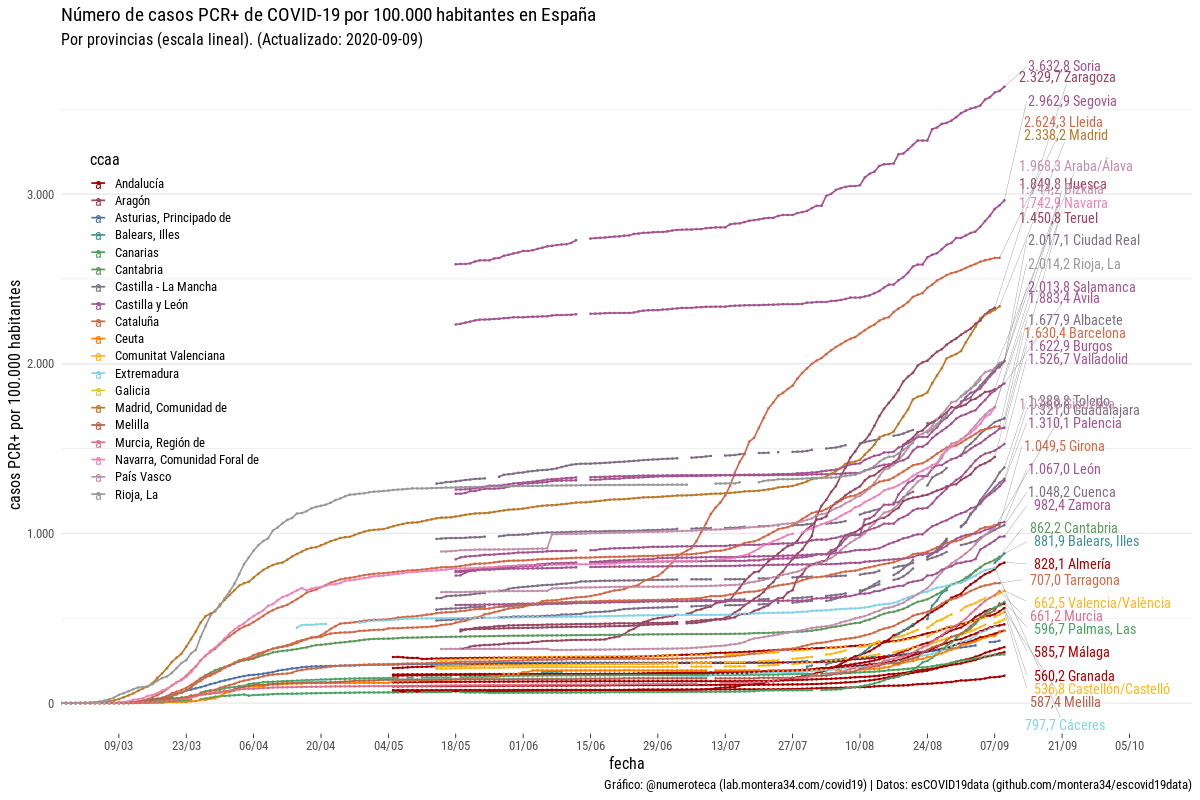 Número de casos PCR+ de COVID-19 por 100.000 habitantes en España
Por provincias (escala lineal). (Actualizado: 2020-09-09)
casos PCR+ por 100.000 habitantes
3.000
2.000
1.000
0
ccaa
Andalucía
Aragón
Asturias, Principado de
Balears, Illes
Canarias
Cantabria
Castilla - La Mancha
Castilla y León
Cataluña
Ceuta
Comunitat Valenciana
Extremadura
Galicia
Madrid, Comunidad de
Melilla
Murcia, Región de
Navarra, Comunidad Foral de
País Vasco
Rioja, La
3.632,8 Soria
2.329,7 Zaragoza
2.962,9 Segovia
2.624,3 Lleida
2.338,2 Madrid
1.968,3 Araba/Álava
1.849,8 Huesca
1.742,9 Navarra
1.450,8 Teruel
2.017,1 Ciudad Real
2.014,2 Rioja, La
2.013,8 Salamanca
1.883,4 Ávila
1.677,9 Albacete
1.630,4 Barcelona
1.622,9 Burgos
1.526,7 Valladolid
Toledo
1.321,0 Guadalajara
1.310,1 Palencia
1.049,5 Girona
1.067,0 León
1.048,2 Cuenca
982,4 Zamora
862,2 Cantabria
881,9 Balears, Illes
828,1 Almería
707,0 Tarragona
662,5 Valencia/València
661,2 Murcia
596,7 Palmas, Las
585,7 Málaga
560,2 Granada
536,8 Castellón/Castelló
587,4 Melilla
797,7 Cáceres
09/03
23/03
06/04
20/04
04/05
18/05
01/06
15/06
29/06
13/07
27/07
10/08
24/08
07/09
21/09
05/10
fecha
Gráfico: @numeroteca (lab.montera34.com/covid19) | Datos: esCOVID19data (github.com/montera34/escovid19data)